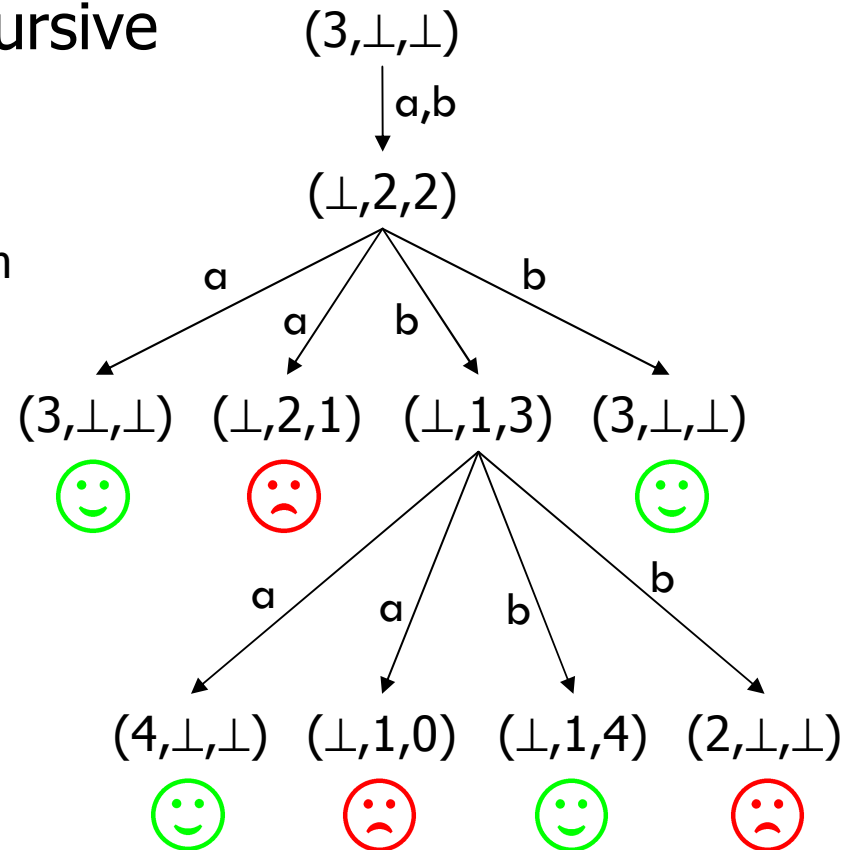 ursive
(3,⊥,⊥)
a,b
(⊥,2,2)
n
a
b
a
b
(3,⊥,⊥) (⊥,2,1) (⊥,1,3) (3,⊥,⊥)
b
a
a
b
(4,⊥,⊥) (⊥,1,0) (⊥,1,4) (2,⊥,⊥)